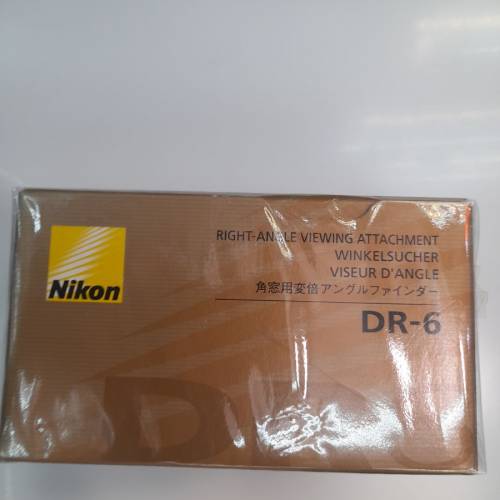 Nikon
RIGHT-ANGLE VIEWING ATTACHMENT
WINKELSUCHER
VISEUR D'ANGLE
角窓用変倍アングルファインダー
DR-6
DR